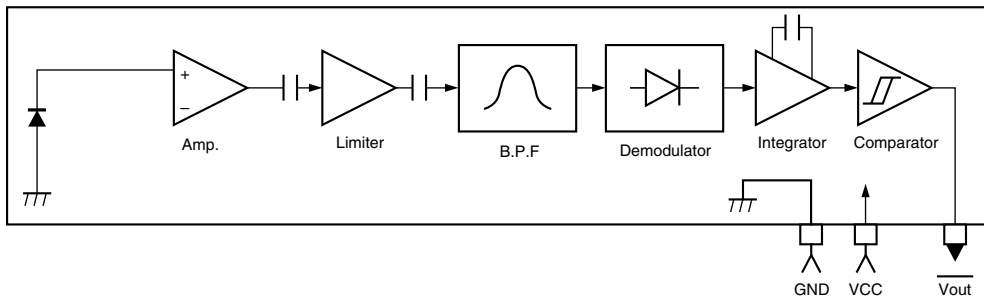 +
−
Amp.
Limiter
B.P.F
Demodulator
Integrator
Comparator
GND
VCC
Vout